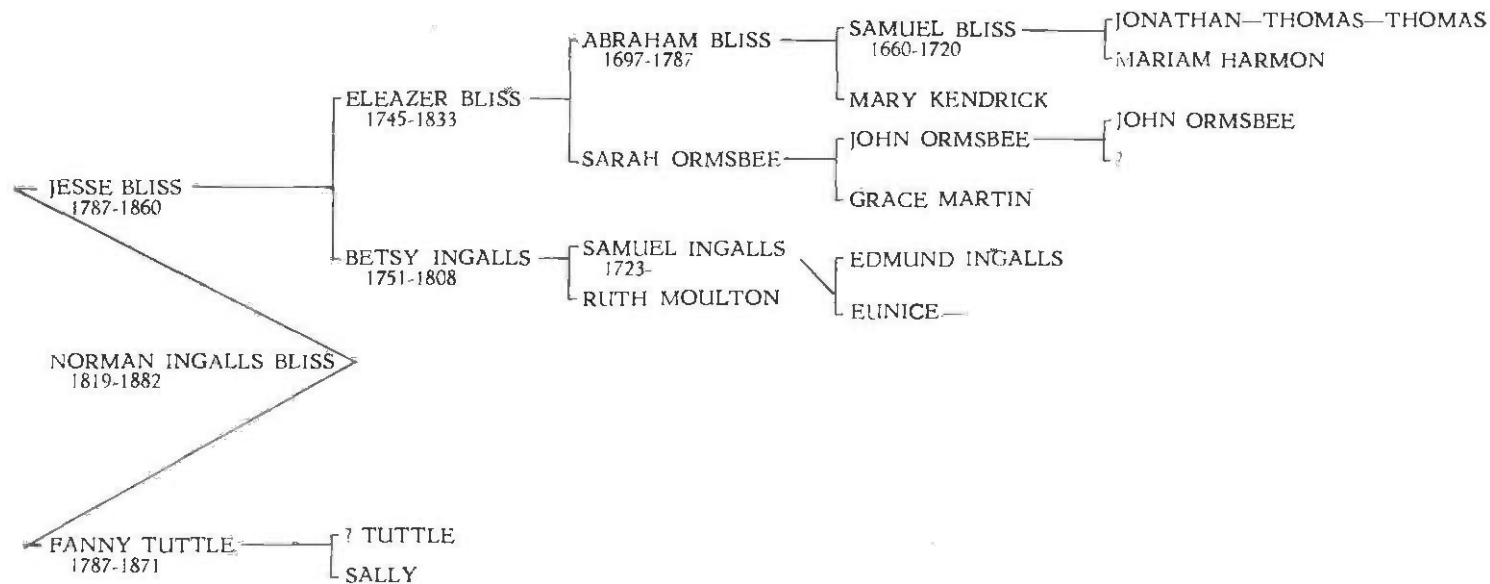 JONATHAN—THOMAS—THOMAS
SAMUEL BLISS
1660-1720
ABRAHAM BLISS
1697-1787
MARIAM HARMON
ELEAZER BLISS
1745-1833
MARY KENDRICK
JOHN ORMSBEE
JOHN ORMSBEE
?
SARAH ORMSBEE
JESSE BLISS
1787-1860
GRACE MARTIN
SAMUEL INGALLS
1723-
BETSY INGALLS
1751-1808
EDMUND INGALLS
RUTH MOULTON
EUNICE—
NORMAN INGALLS BLISS
1819-1882
? TUTTLE
FANNY TUTTLE
1787-1871
SALLY